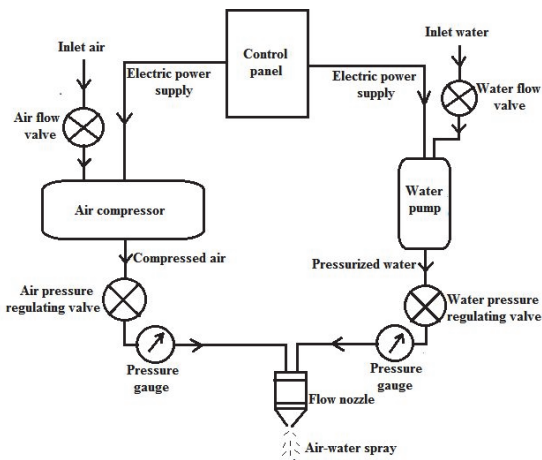 Inlet air
Control
panel
Inlet water
Electric power
supply
Electric power
supply
Air flow
valve
Water flow
valve
Air compressor
Water
pump
Compressed air
Pressurized water
Air pressure
regulating valve
Water pressure
regulating valve
Pressure
gauge
Pressure
gauge
Flow nozzle
Air-water spray